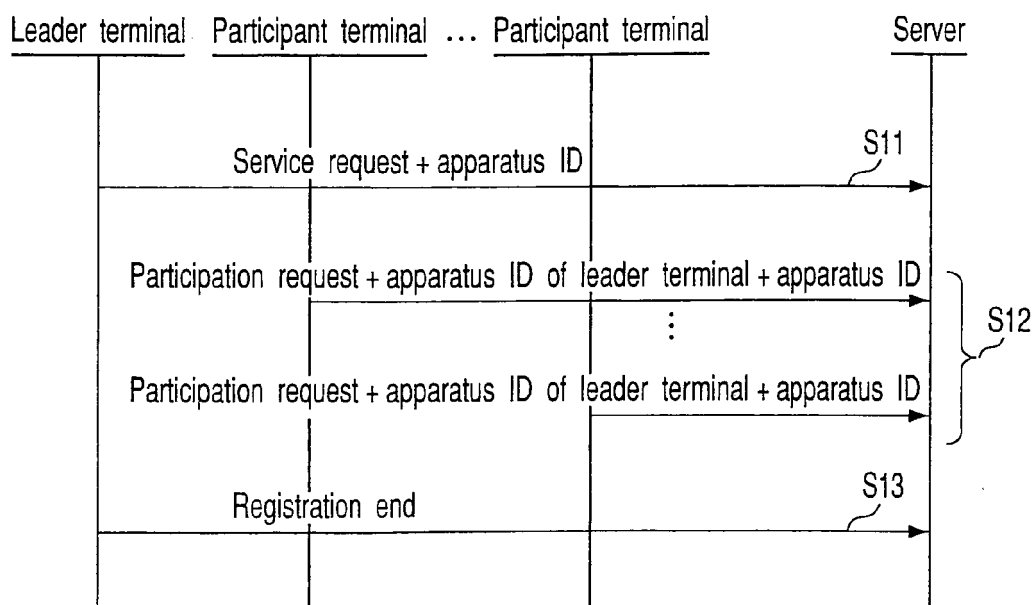 Leader terminal Participant terminal ... Participant terminal Server
S11
Service request + apparatus ID
Participation request + apparatus ID of leader terminal + apparatus ID
S12
Participation request + apparatus ID of leader terminal + apparatus ID
S13
Registration end